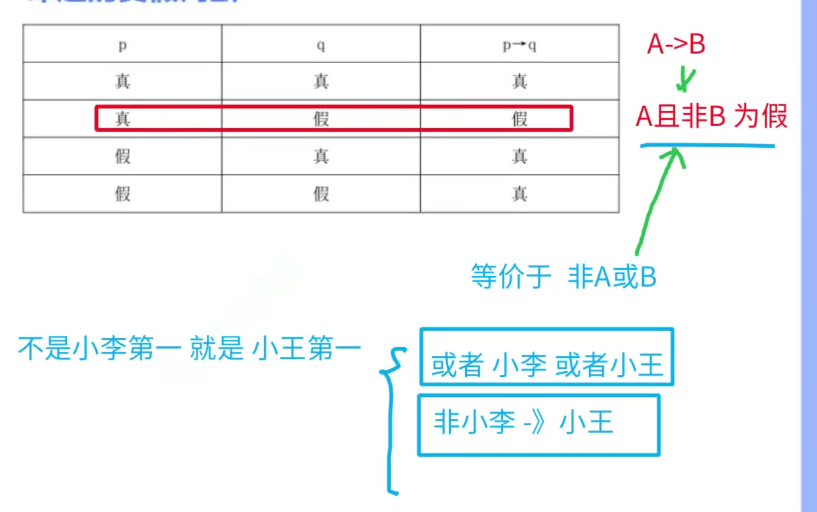 p q p→q
真 真 真
真 假 假
假 真 真
假 假 真
A->B
A且非B 为假
等价于 非A或B
不是小李第一 就是 小王第一
或者 小李 或者小王
非小李 -》小王